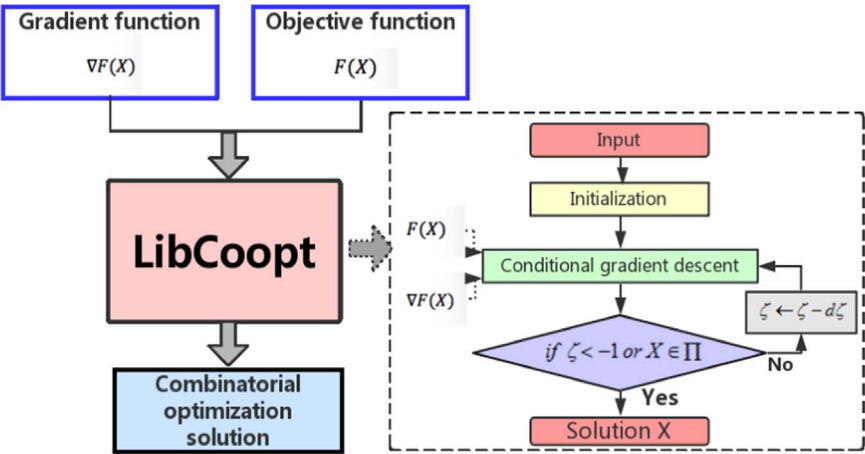 Gradient function
∇F(X)
Objective function
F(X)
LibCoopt
Combinatorial
optimization
solution
Input
Initialization
F(X)
Conditional gradient descent
∇F(X)
ζ ← ζ − dζ
if ζ < −1 or X ∈ ∏
No
Yes
Solution X